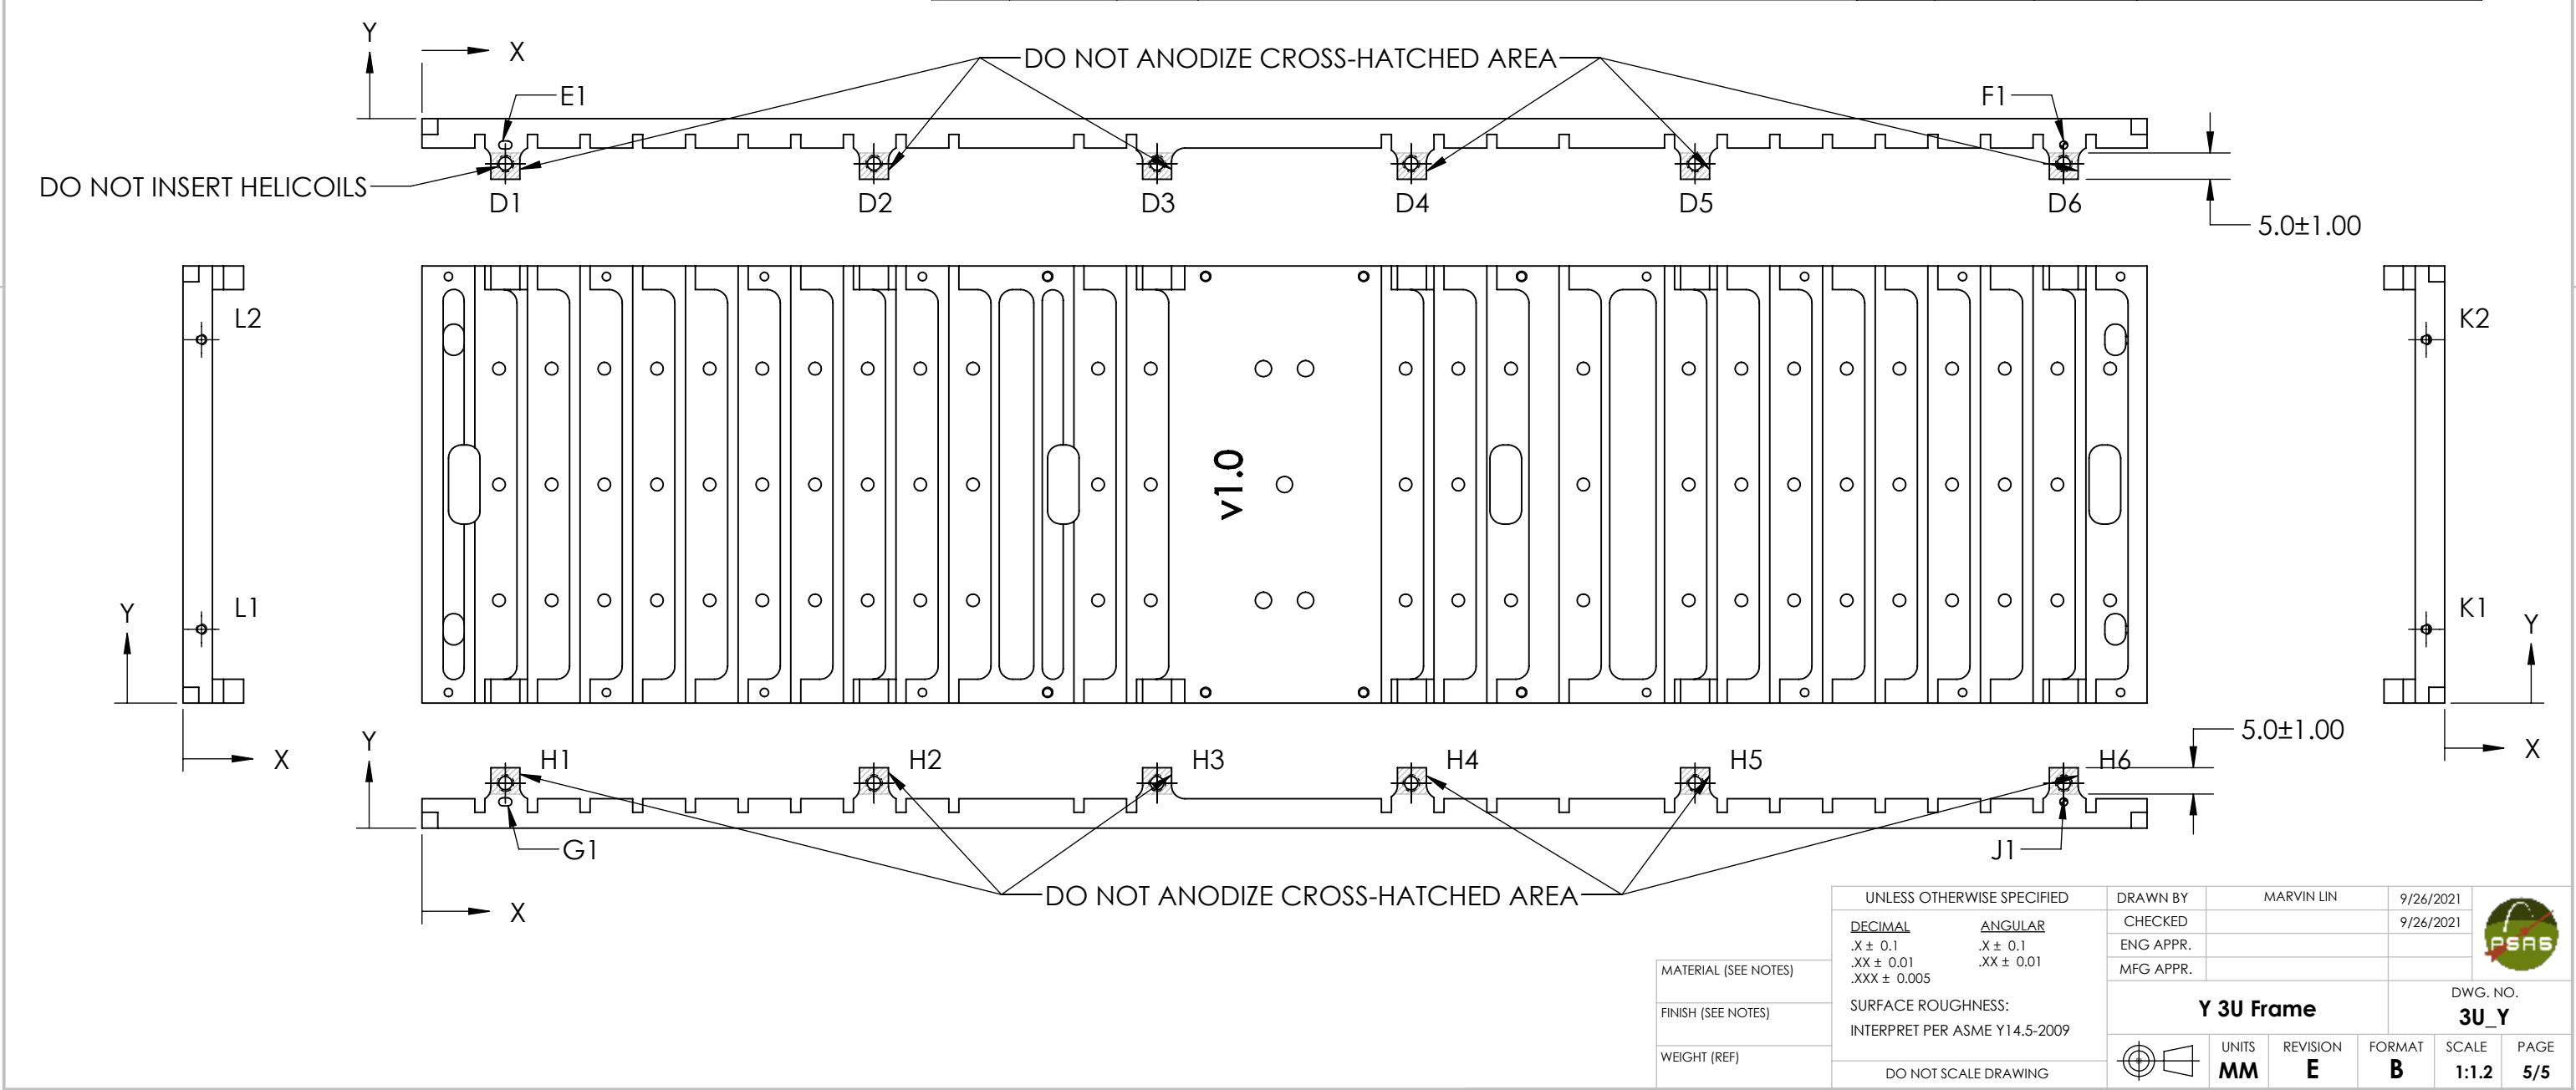 Y
X
DO NOT ANODIZE CROSS-HATCHED AREA
E1
F1
DO NOT INSERT HELICOILS
D1
D2
D3
D4
D5
D6
5.0±1.00
L2
K2
v1.0
L1
K1
Y
Y
X
X
Y
H1
H2
H3
H4
H5
H6
5.0±1.00
G1
J1
DO NOT ANODIZE CROSS-HATCHED AREA
X
UNLESS OTHERWISE SPECIFIED
DECIMAL ANGULAR
.X ± 0.1 .X ± 0.1
.XX ± 0.01 .XX ± 0.01
.XXX ± 0.005
SURFACE ROUGHNESS:
INTERPRET PER ASME Y14.5-2009
DO NOT SCALE DRAWING
MATERIAL (SEE NOTES)
FINISH (SEE NOTES)
WEIGHT (REF)
DRAWN BY MARVIN LIN 9/26/2021
CHECKED 9/26/2021
ENG APPR.
MFG APPR.
PSAS
Y 3U Frame
DWG. NO.
3U_Y
UNITS REVISION FORMAT SCALE PAGE
MM E B 1:1.2 5/5